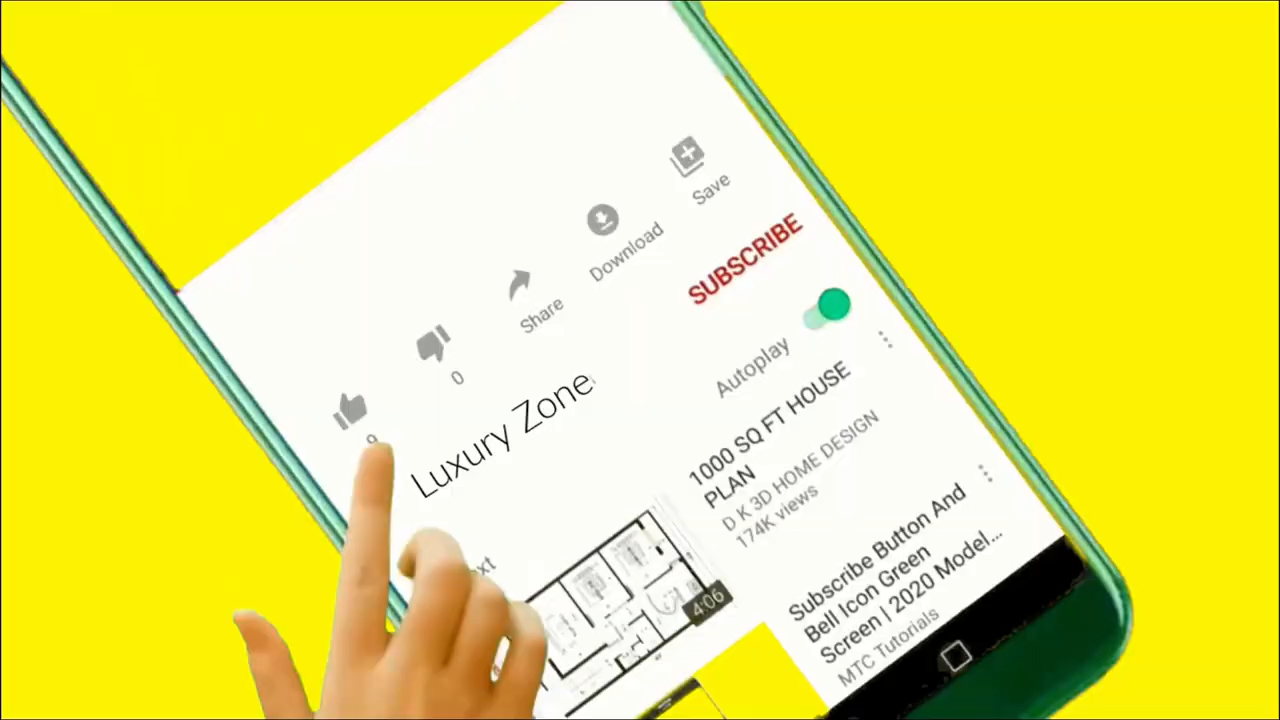 Save
Download
Share
0
9
SUBSCRIBE
Luxury Zone
Autoplay
1000 SQ FT HOUSE
PLAN
D K 3D HOME DESIGN
174K views
4:06
Subscribe Button And
Bell Icon Green
Screen | 2020 Model...
MTC Tutorials